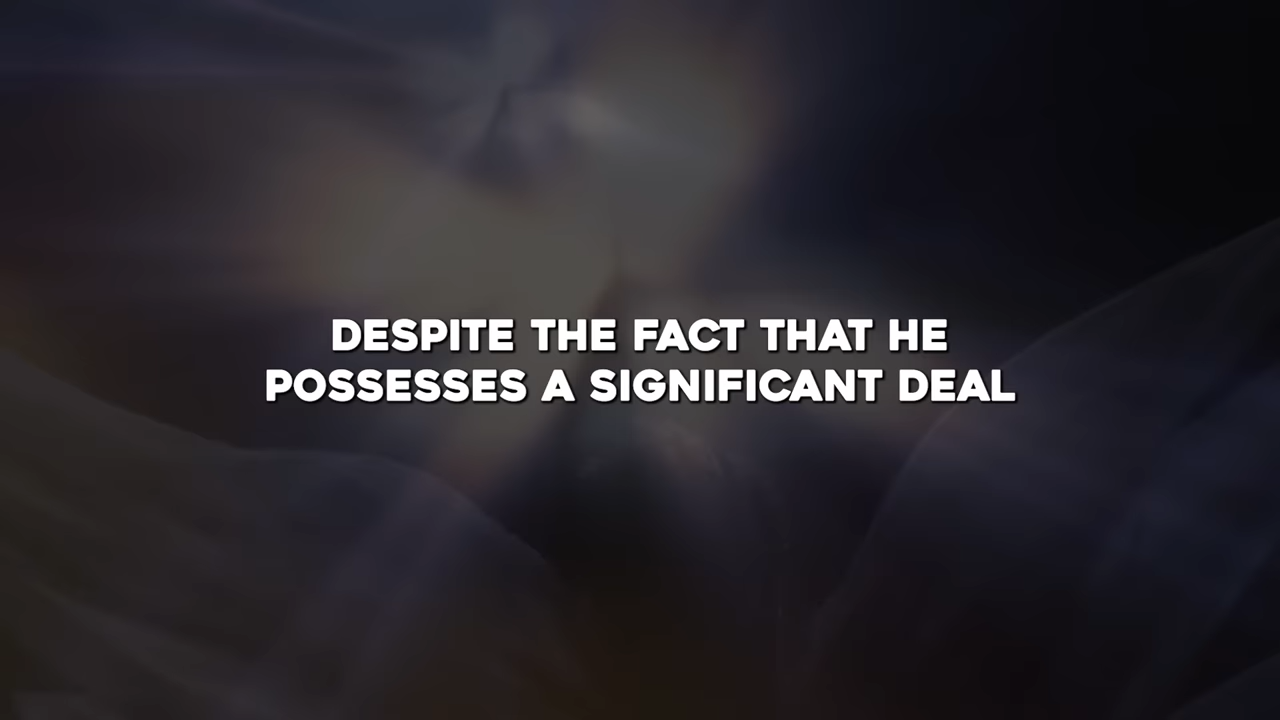 DESPITE THE FACT THAT HE
POSSESSES A SIGNIFICANT DEAL